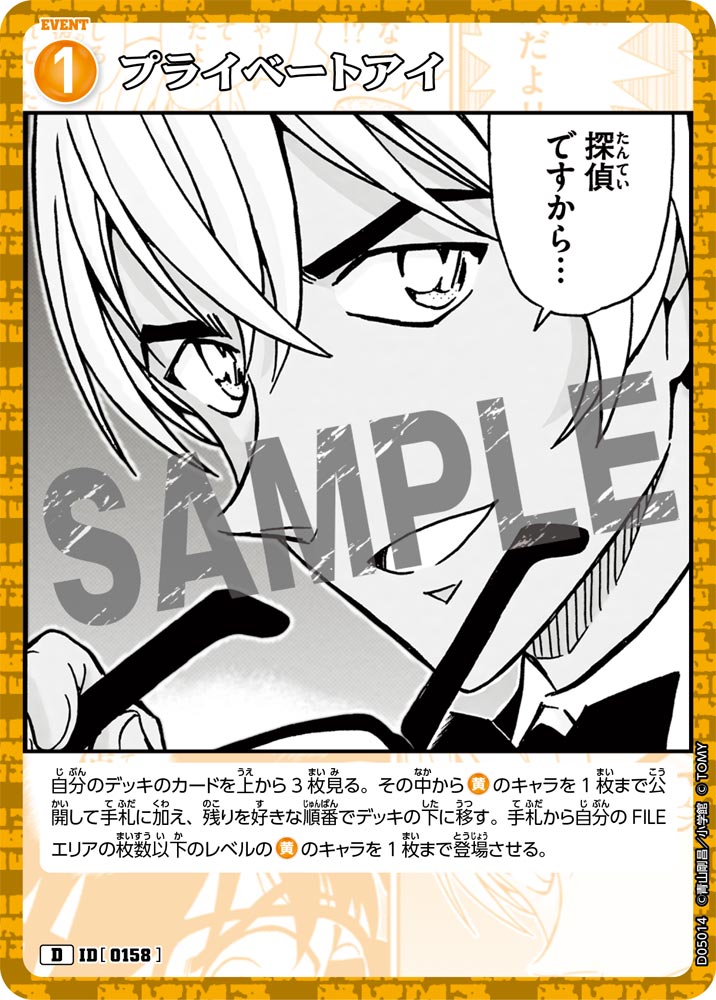 EVENT
1
プライベートアイ
探偵
たんてい
ですから…
SAMPLE
自分のデッキのカードを上から3枚見る。その中から黄のキャラを1枚まで公
開して手札に加え、残りを好きな順番でデッキの下に移す。手札から自分のFILE
エリアの枚数以下のレベルの黄のキャラを1枚まで登場させる。
D ID[ 0158 ]
D05014 ©青山剛昌/小学館 © TOMY